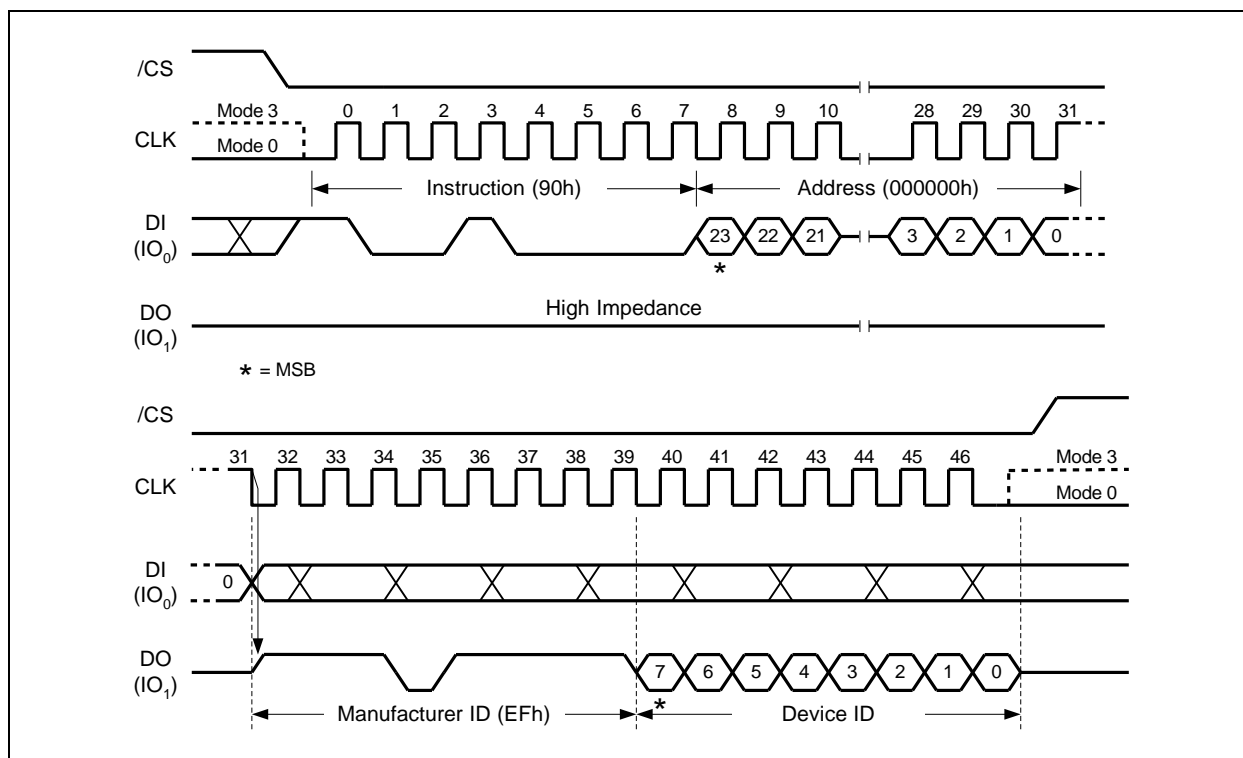 /CS
Mode 3
0 1 2 3 4 5 6 7 8 9 10 28 29 30 31
CLK
Mode 0
Instruction (90h)
Address (000000h)
DI
(IO0)
23 22 21 3 2 1 0
*
High Impedance
DO
(IO1)
* = MSB
/CS
31 32 33 34 35 36 37 38 39 40 41 42 43 44 45 46
Mode 3
CLK
Mode 0
DI
(IO0)
0
DO
(IO1)
7 6 5 4 3 2 1 0
*
Manufacturer ID (EFh)
Device ID